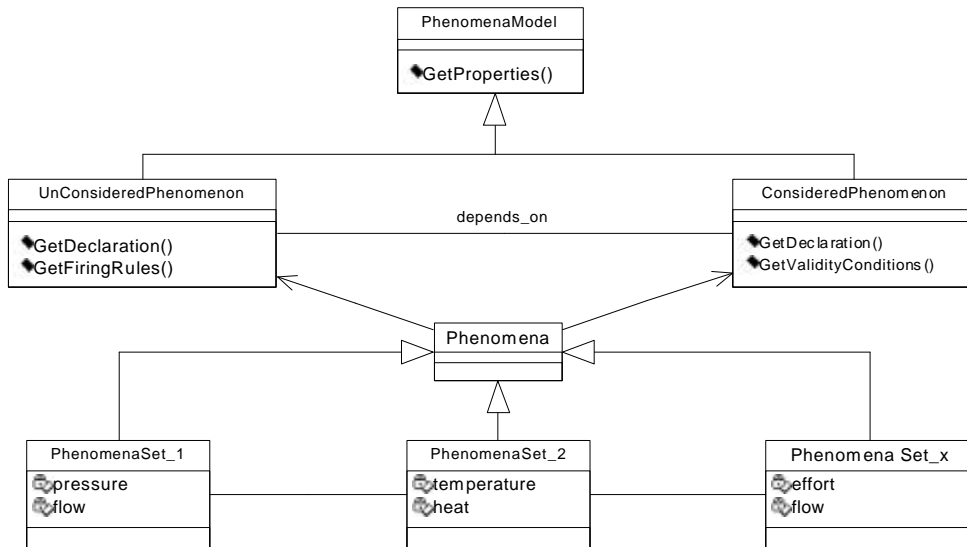 PhenomenaModel
GetProperties()
UnConsideredPhenomenon
GetDeclaration()
GetFiringRules()
depends_on
ConsideredPhenomenon
GetDeclaration()
GetValidityConditions()
Phenomena
PhenomenaSet_1
pressure
flow
PhenomenaSet_2
temperature
heat
Phenomena Set_x
effort
flow